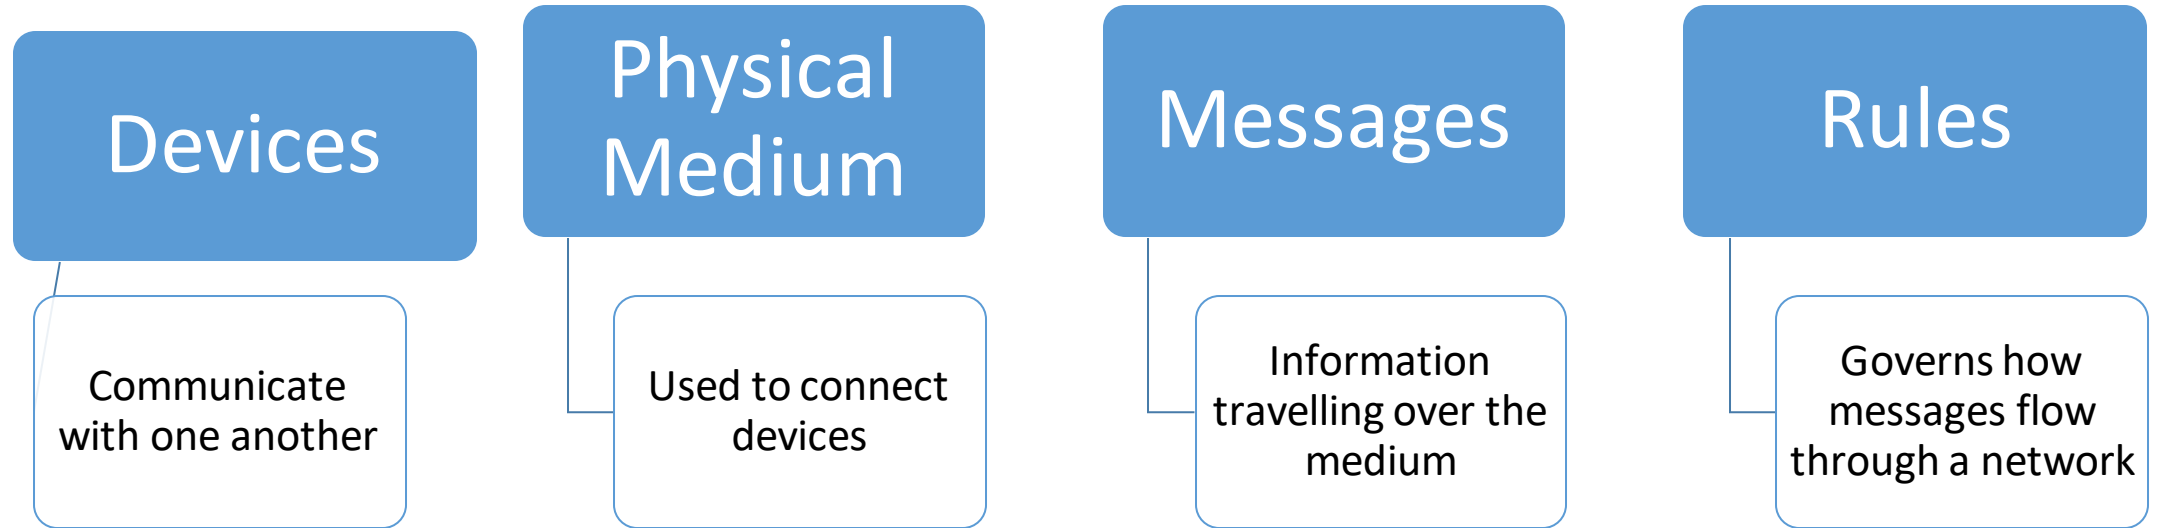 Devices
Communicate
with one another
Physical
Medium
Used to connect
devices
Messages
Information
travelling over the
medium
Rules
Governs how
messages flow
through a network